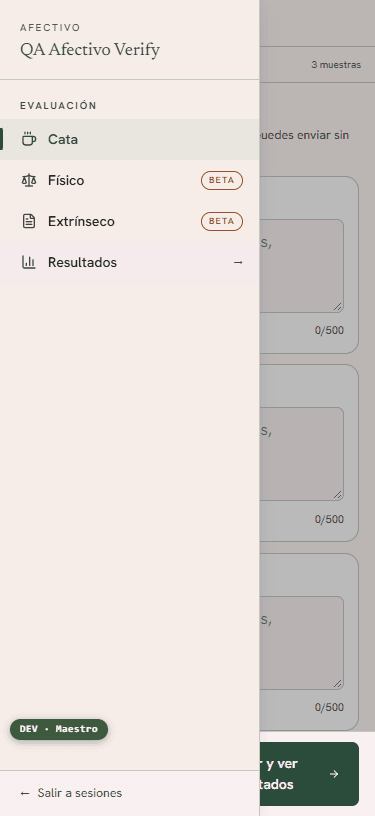 AFECTIVO
QA Afectivo Verify
3 muestras
EVALUACIÓN
Cata
puedes enviar sin
Físico
BETA
Extrínseco
BETA
s,
Resultados →
0/500
s,
0/500
s,
0/500
DEV · Maestro
r y ver
tados
→
← Salir a sesiones